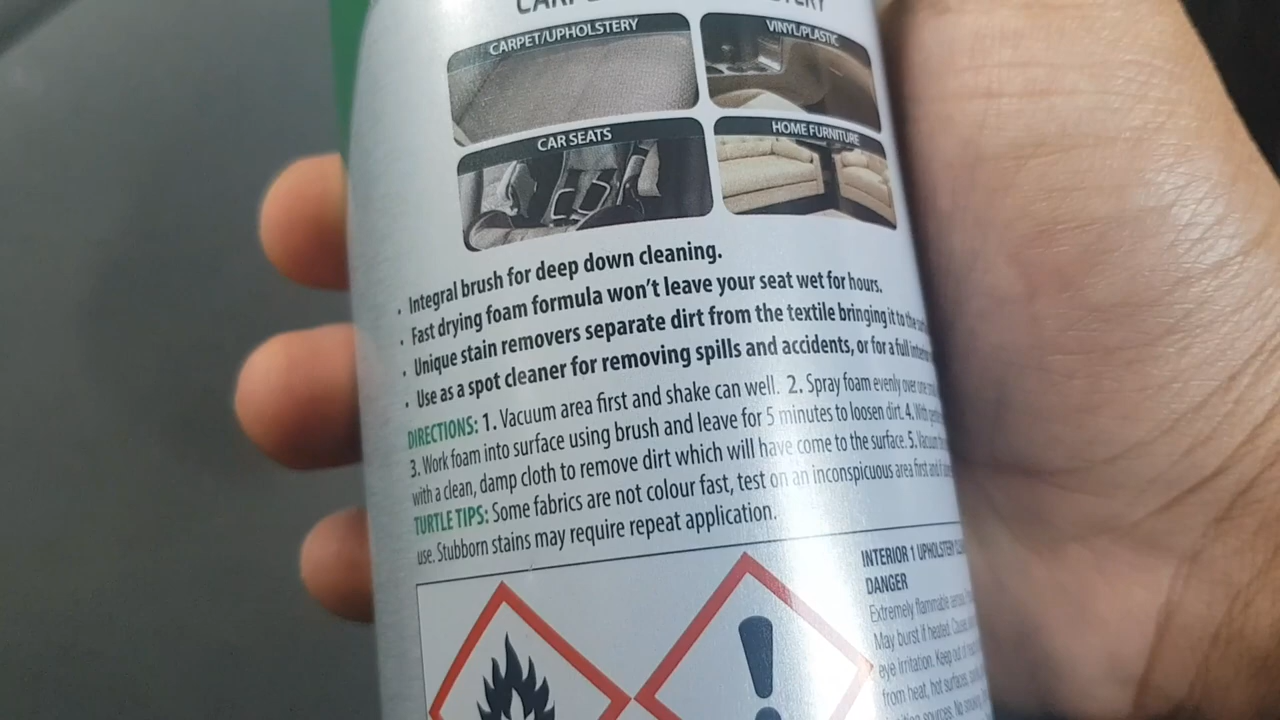 CARPET/UPHOLSTERY
VINYL/PLASTIC
CAR SEATS
HOME FURNITURE
· Integral brush for deep down cleaning.
· Fast drying foam formula won't leave your seat wet for hours.
· Unique stain removers separate dirt from the textile bringing it to the
· Use as a spot cleaner for removing spills and accidents, or for a full
DIRECTIONS: 1. Vacuum area first and shake can well. 2. Spray foam evenly over
3. Work foam into surface using brush and leave for 5 minutes to loosen dirt. 4. With
with a clean, damp cloth to remove dirt which will have come to the surface. 5. Vacuum
TURTLE TIPS: Some fabrics are not colour fast, test on an inconspicuous area first and
use. Stubborn stains may require repeat application.
INTERIOR 1 UPHOLSTERY
DANGER
Extremely flammable
May burst if heated.
eye irritation. Keep out of
from heat, hot surfaces,
sources. No smoking.